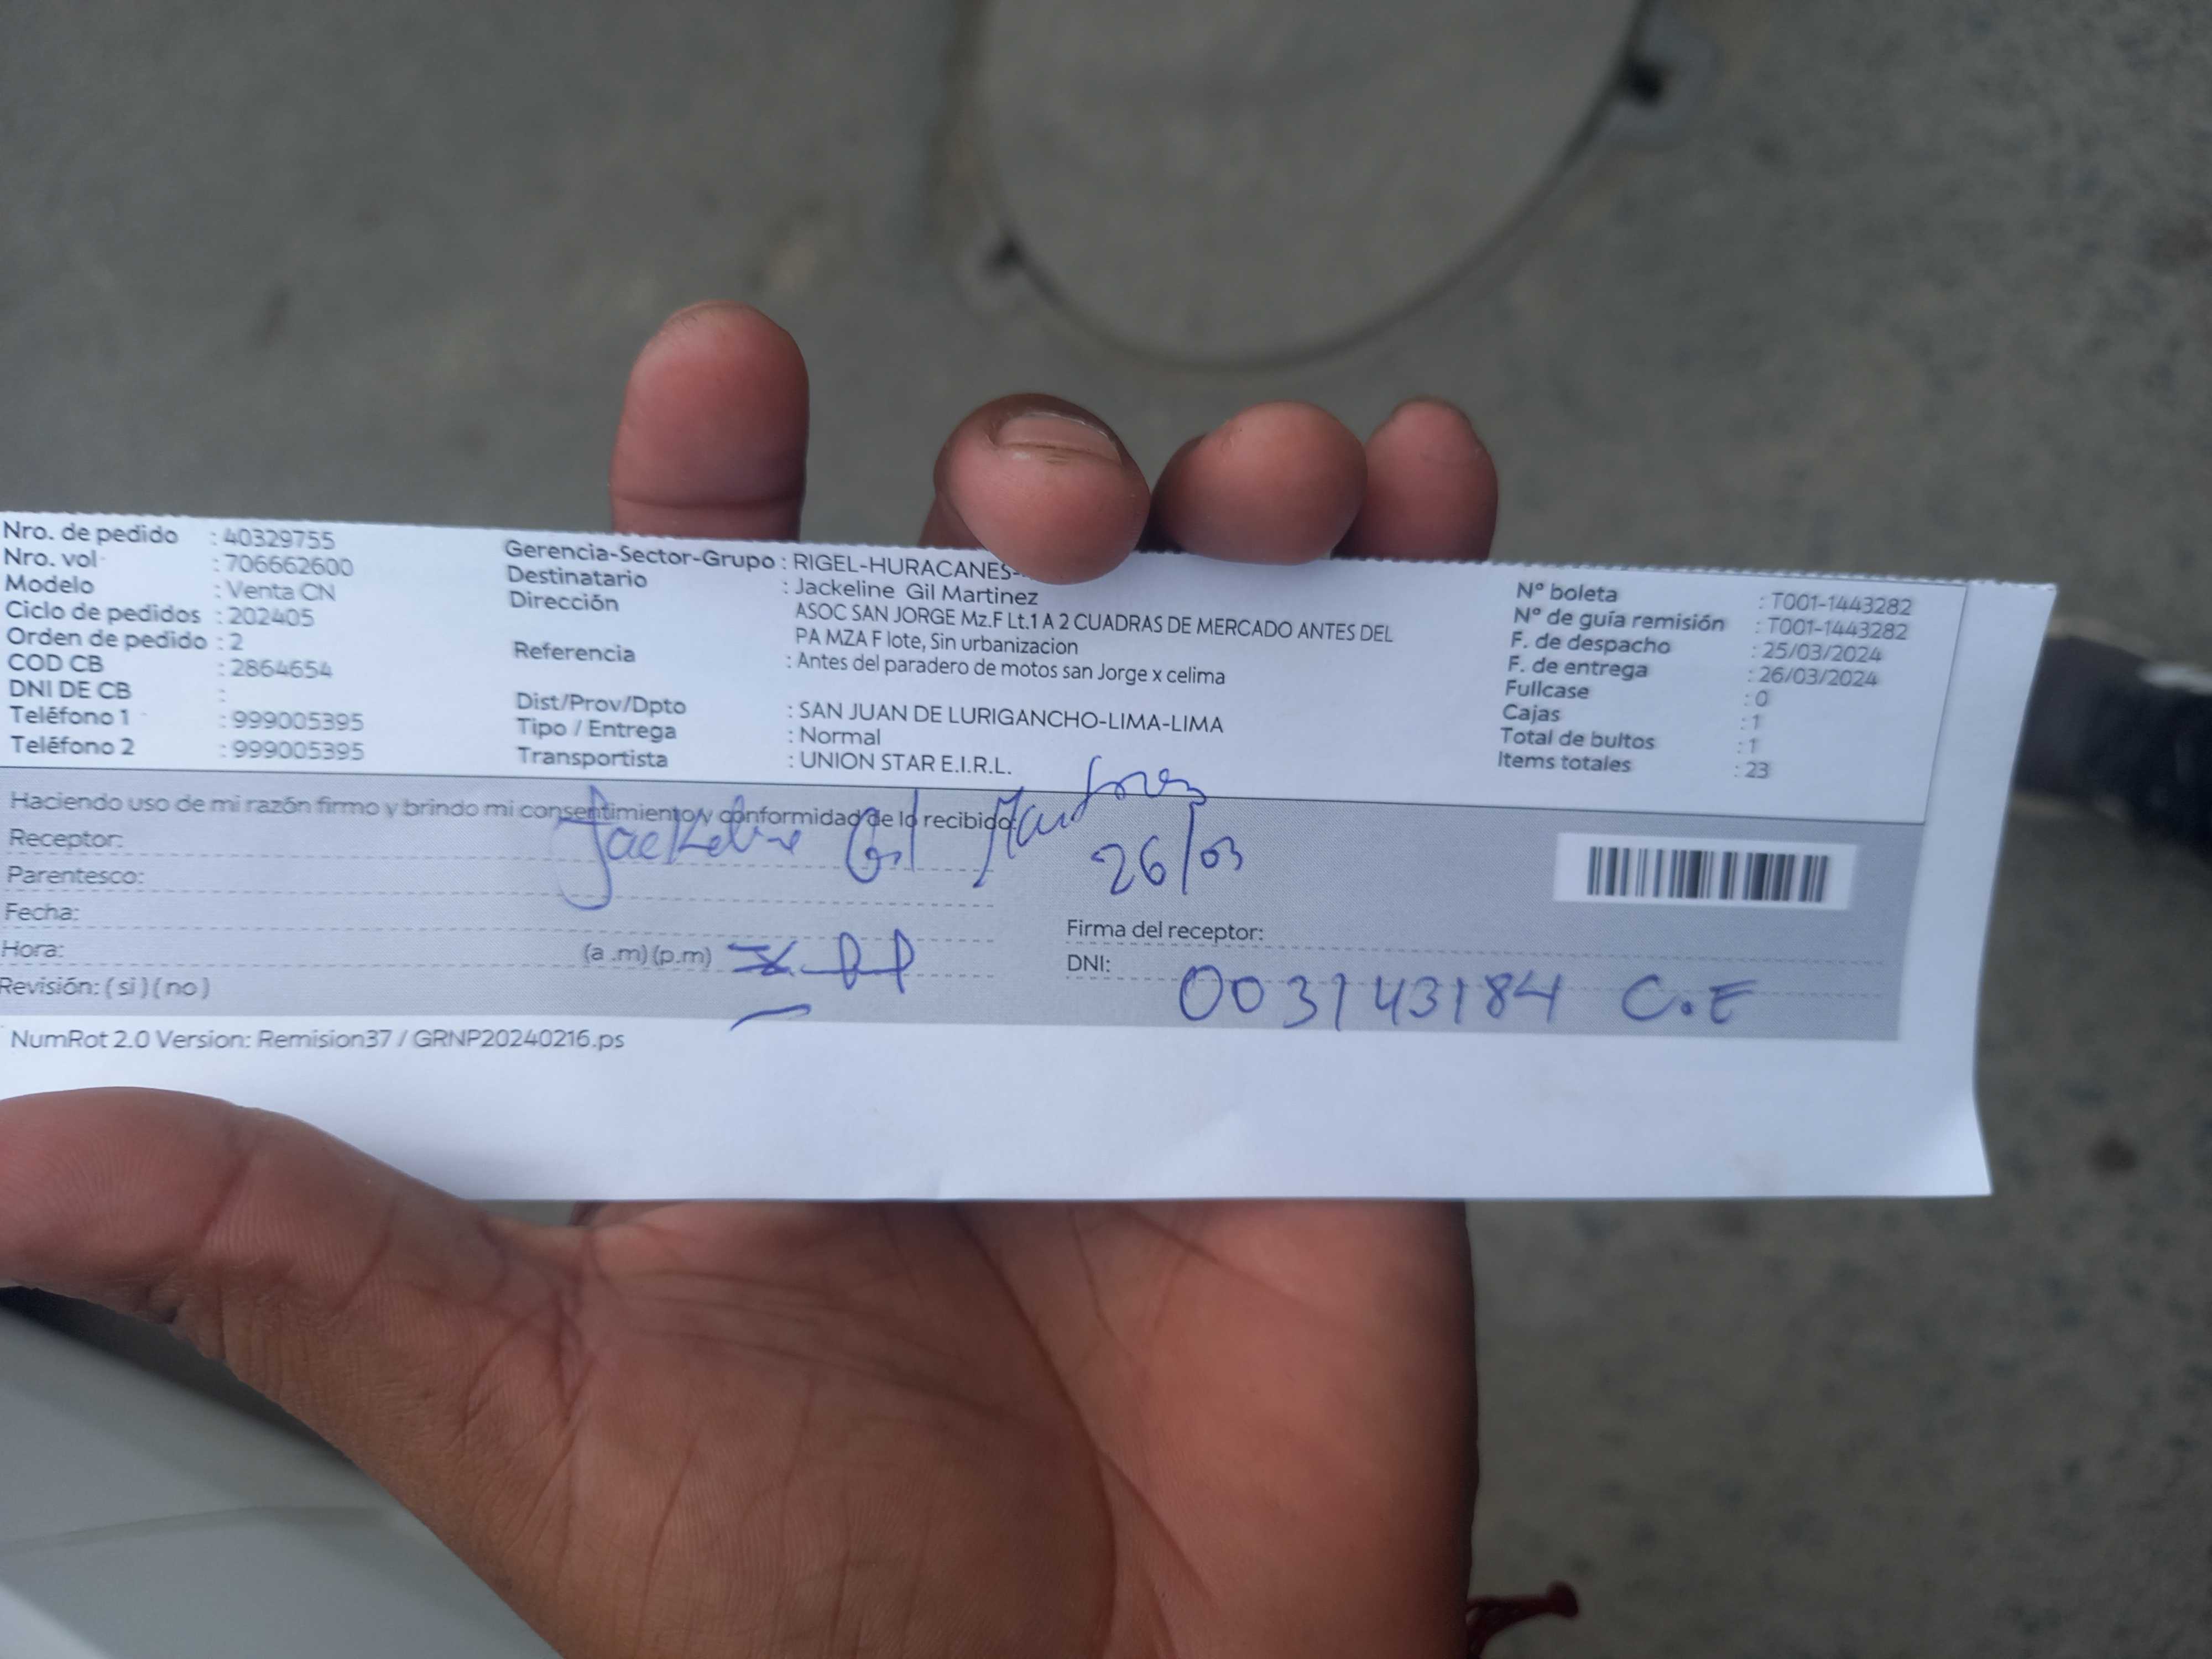 Nro. de pedido : 40329755
Nro. vol : 706662600
Modelo : Venta CN
Ciclo de pedidos : 202405
Orden de pedido : 2
COD CB : 2864654
DNI DE CB :
Teléfono 1 : 999005395
Teléfono 2 : 999005395
Gerencia-Sector-Grupo : RIGEL-HURACANES-
Destinatario : Jackeline Gil Martinez
Dirección ASOC SAN JORGE Mz.F Lt.1 A 2 CUADRAS DE MERCADO ANTES DEL
PA MZA F lote, Sin urbanizacion
Referencia : Antes del paradero de motos san Jorge x celima
Dist/Prov/Dpto : SAN JUAN DE LURIGANCHO-LIMA-LIMA
Tipo / Entrega : Normal
Transportista : UNION STAR E.I.R.L.
Nº boleta : T001-1443282
Nº de guía remisión : T001-1443282
F. de despacho : 25/03/2024
F. de entrega : 26/03/2024
Fullcase : 0
Cajas : 1
Total de bultos : 1
Items totales : 23
Haciendo uso de mi razón firmo y brindo mi consentimiento y conformidad de lo recibido:
Receptor: Jackeline Gil
26/03
Parentesco:
Fecha:
Hora: (a .m) (p.m)
Revisión: ( si ) ( no )
Firma del receptor:
DNI: 003143184 C.E
NumRot 2.0 Version: Remision37 / GRNP20240216.ps